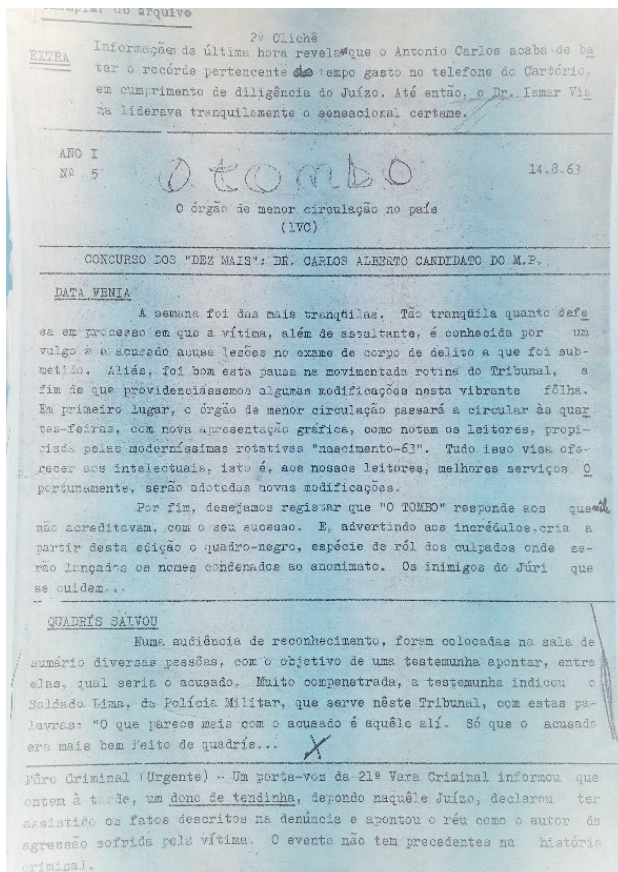 Exemplar do arquivo
2º Clichê
EXTRA Informações da última hora revelam que o Antonio Carlos acaba de ba
ter o recórde pertencente de tempo gasto no telefone do Cartório,
em cumprimento de diligência do Juízo. Até então, o Dr. Ismar Via
na liderava tranquilamente o sensacional certame.
ANO I
Nº 5
O TOMBO
14.8.63
O órgão de menor circulação no país
(IVC)
CONCURSO DOS "DEZ MAIS": DR. CARLOS ALBERTO CANDIDATO DO M.P.
DATA VENIA
A semana foi das mais tranqüilas. Tão tranqüila quanto defe
sa em processo em que a vítima, além de assaltante, é conhecida por um
vulgo e o acusado acusa lesões no exame de corpo de delito a que foi sub-
metido. Aliás, foi bom esta pausa na movimentada rotina do Tribunal, a
fim de que providenciássemos algumas modificações nesta vibrante fôlha.
Em primeiro lugar, o órgão de menor circulação passará a circular às quar
tas-feiras, com nova apresentação gráfica, como notam os leitores, propi-
ciada pelas moderníssimas rotativas "nascimento-63". Tudo isso visa ofe-
recer aos intelectuais, isto é, aos nossos leitores, melhores serviços O
portunamente, serão adotadas novas modificações.
Por fim, desejamos registrar que "O TOMBO" responde aos que nêle
não acreditavam, com o seu sucesso. E, advertindo aos incrédulos, cria a
partir desta edição o quadro-negro, espécie de ról dos culpados onde se-
rão lançados os nomes condenados ao anonimato. Os inimigos do Júri que
se cuidem...
QUADRÍS SALVOU
Numa audiência de reconhecimento, foram colocadas na sala de
sumário diversas pessôas, com o objetivo de uma testemunha apontar, entre
elas, qual seria o acusado. Muito compenetrada, a testemunha indicou o
Soldado Lima, da Polícia Militar, que serve nêste Tribunal, com estas pa-
lavras: "O que parece mais com o acusado é aquêle alí. Só que o acusado
era mais bem feito de quadrís...
Fôro Criminal (Urgente) - Um porta-voz da 21ª Vara Criminal informou que
ontem à tarde, um dono de tendinha, depondo naquêle Juízo, declarou ter
assistido os fatos descritos na denúncia e apontou o réu como o autor da
agressão sofrida pela vítima. O evento não tem precedentes na história
criminal.